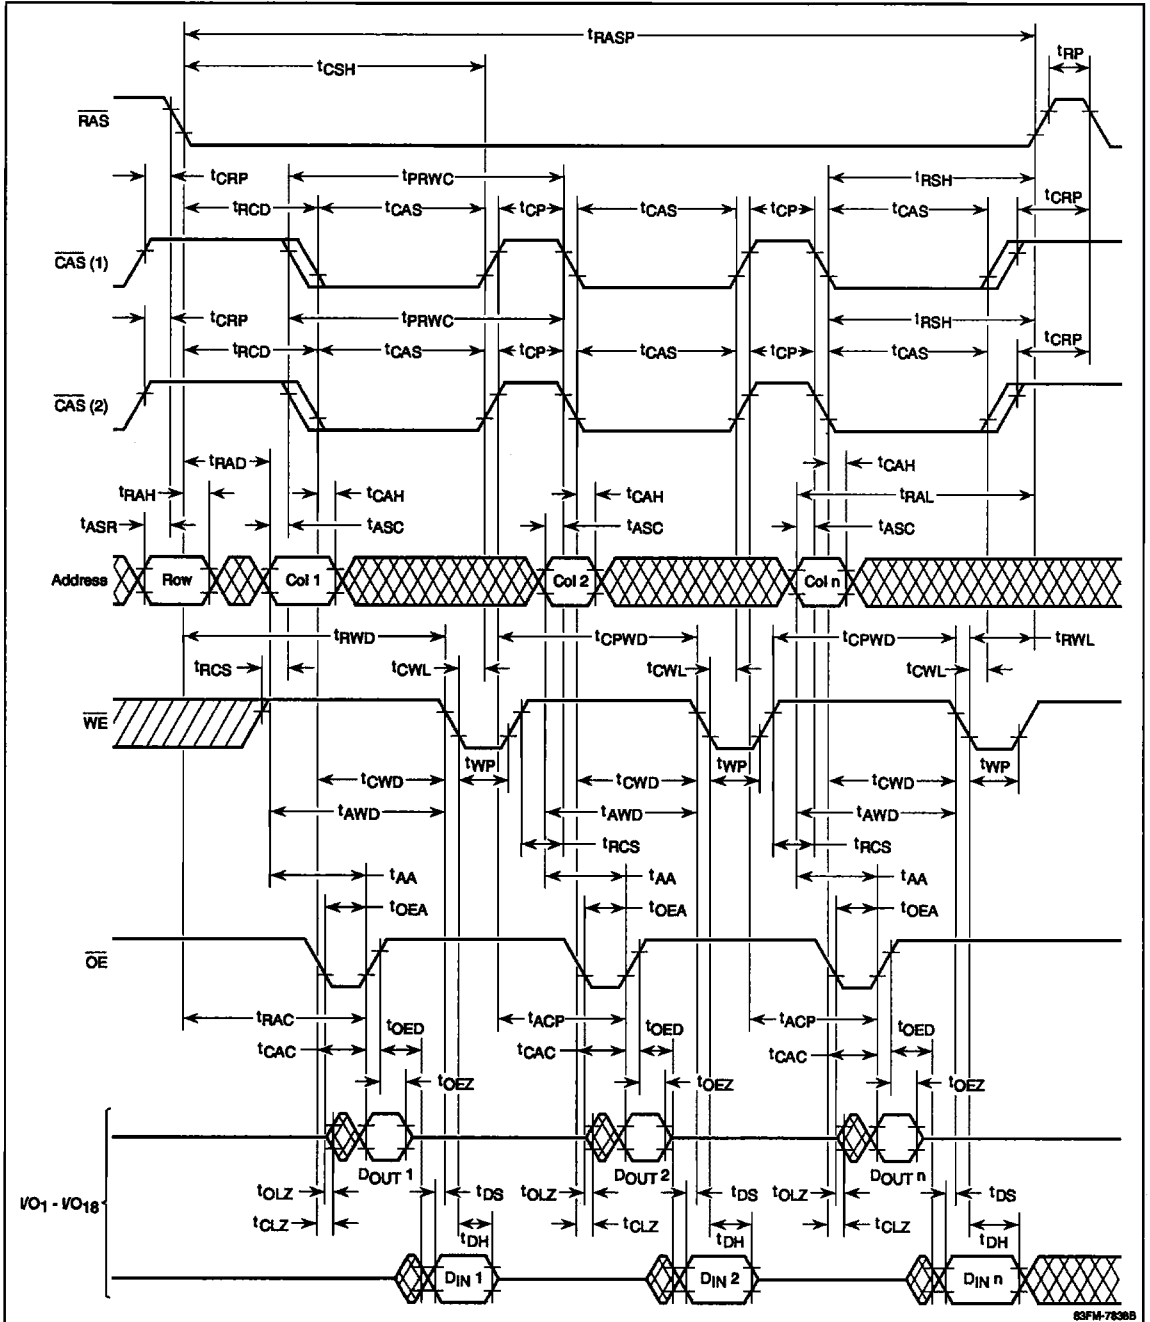 tRASP
tRP
tCSH
RAS
tCRP tPRWC tRSH
tRCD tCAS tCP tCAS tCP tCAS tCRP
CAS (1)
tCRP tPRWC tRSH
tRCD tCAS tCP tCAS tCP tCAS tCRP
CAS (2)
tRAD tCAH
tRAH tCAH tCAH tRAL
tASR tASC tASC tASC
Address Row Col 1 Col 2 Col n
tRWD tCPWD tCPWD tRWL
tRCS tCWL tCWL tCWL
WE
tWP tWP tWP
tCWD tCWD tCWD
tAWD tAWD tAWD
tRCS tRCS
tAA tAA tAA
tOEA tOEA tOEA
OE
tRAC tACP tACP
tOED tOED tOED
tCAC tCAC tCAC
tOEZ tOEZ tOEZ
DOUT 1 DOUT 2 DOUT n
tOLZ tDS tOLZ tDS tOLZ tDS
I/O1 - I/O18
tCLZ tCLZ tCLZ
tDH tDH tDH
DIN 1 DIN 2 DIN n
83FM-7838B